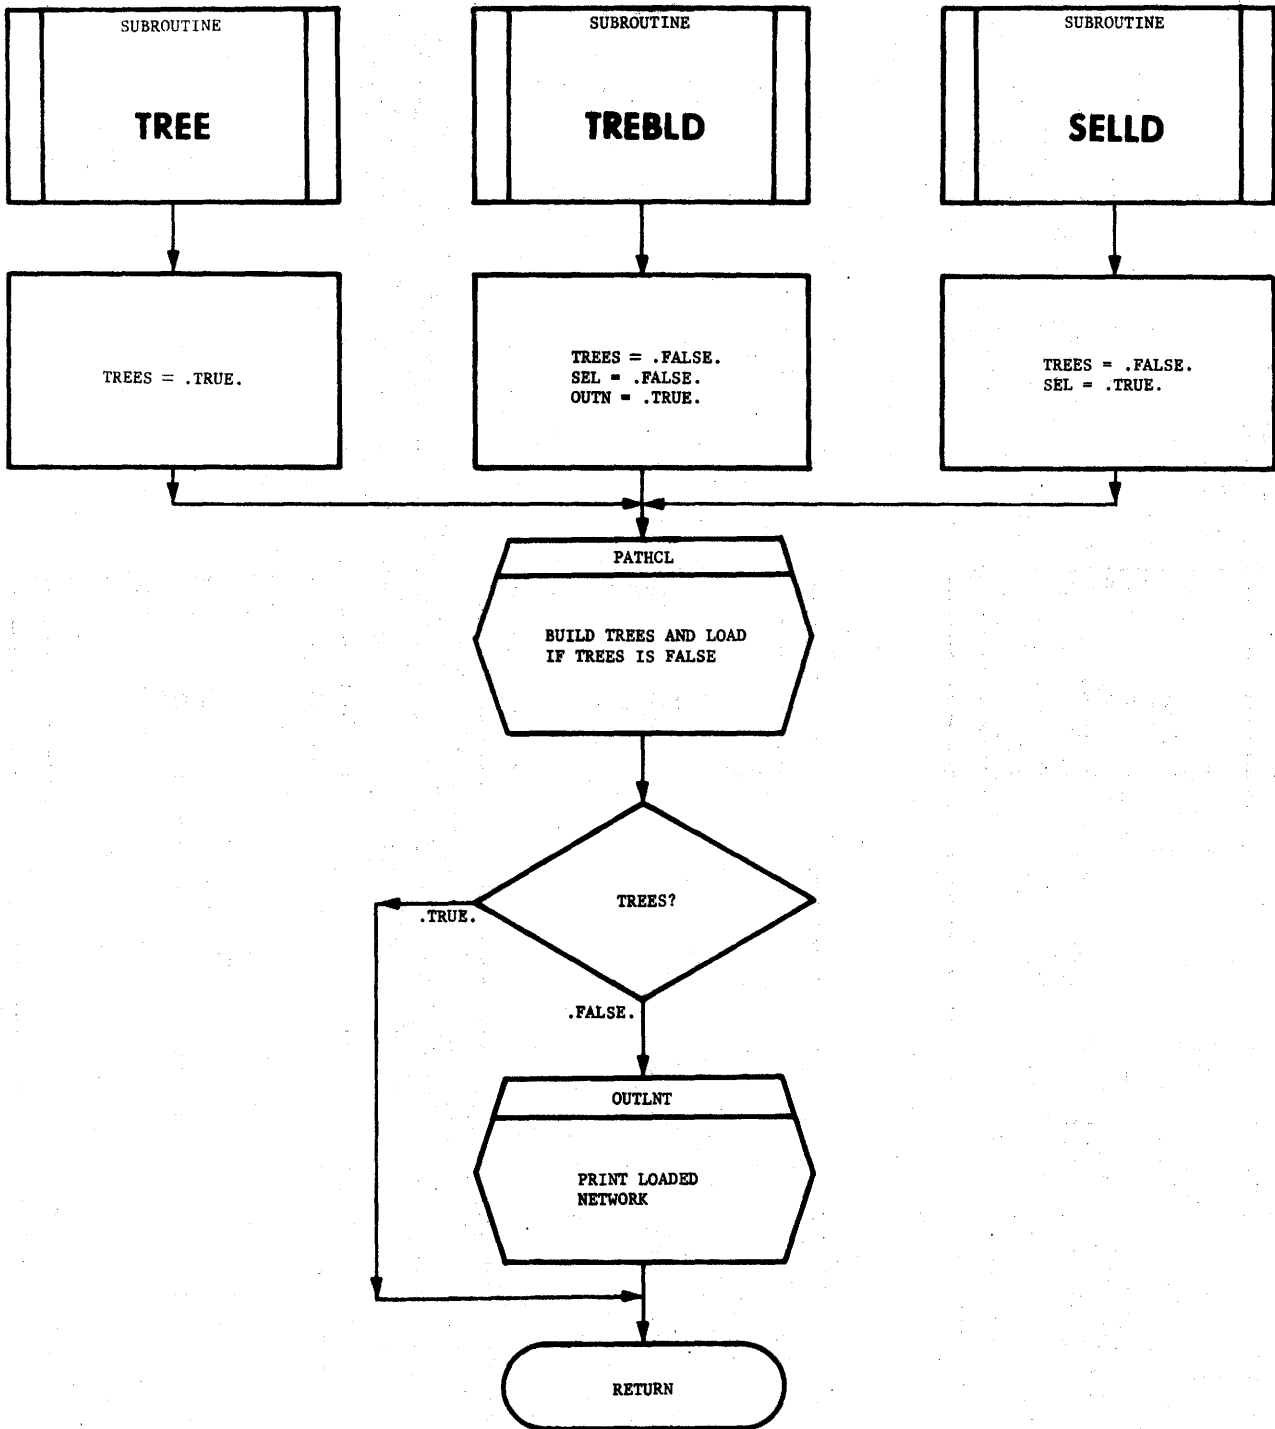 SUBROUTINE
TREE
SUBROUTINE
TREBLD
SUBROUTINE
SELLD
TREES = .TRUE.
TREES = .FALSE.
SEL = .FALSE.
OUTN = .TRUE.
TREES = .FALSE.
SEL = .TRUE.
PATHCL
BUILD TREES AND LOAD
IF TREES IS FALSE
TREES?
.TRUE.
.FALSE.
OUTLNT
PRINT LOADED
NETWORK
RETURN